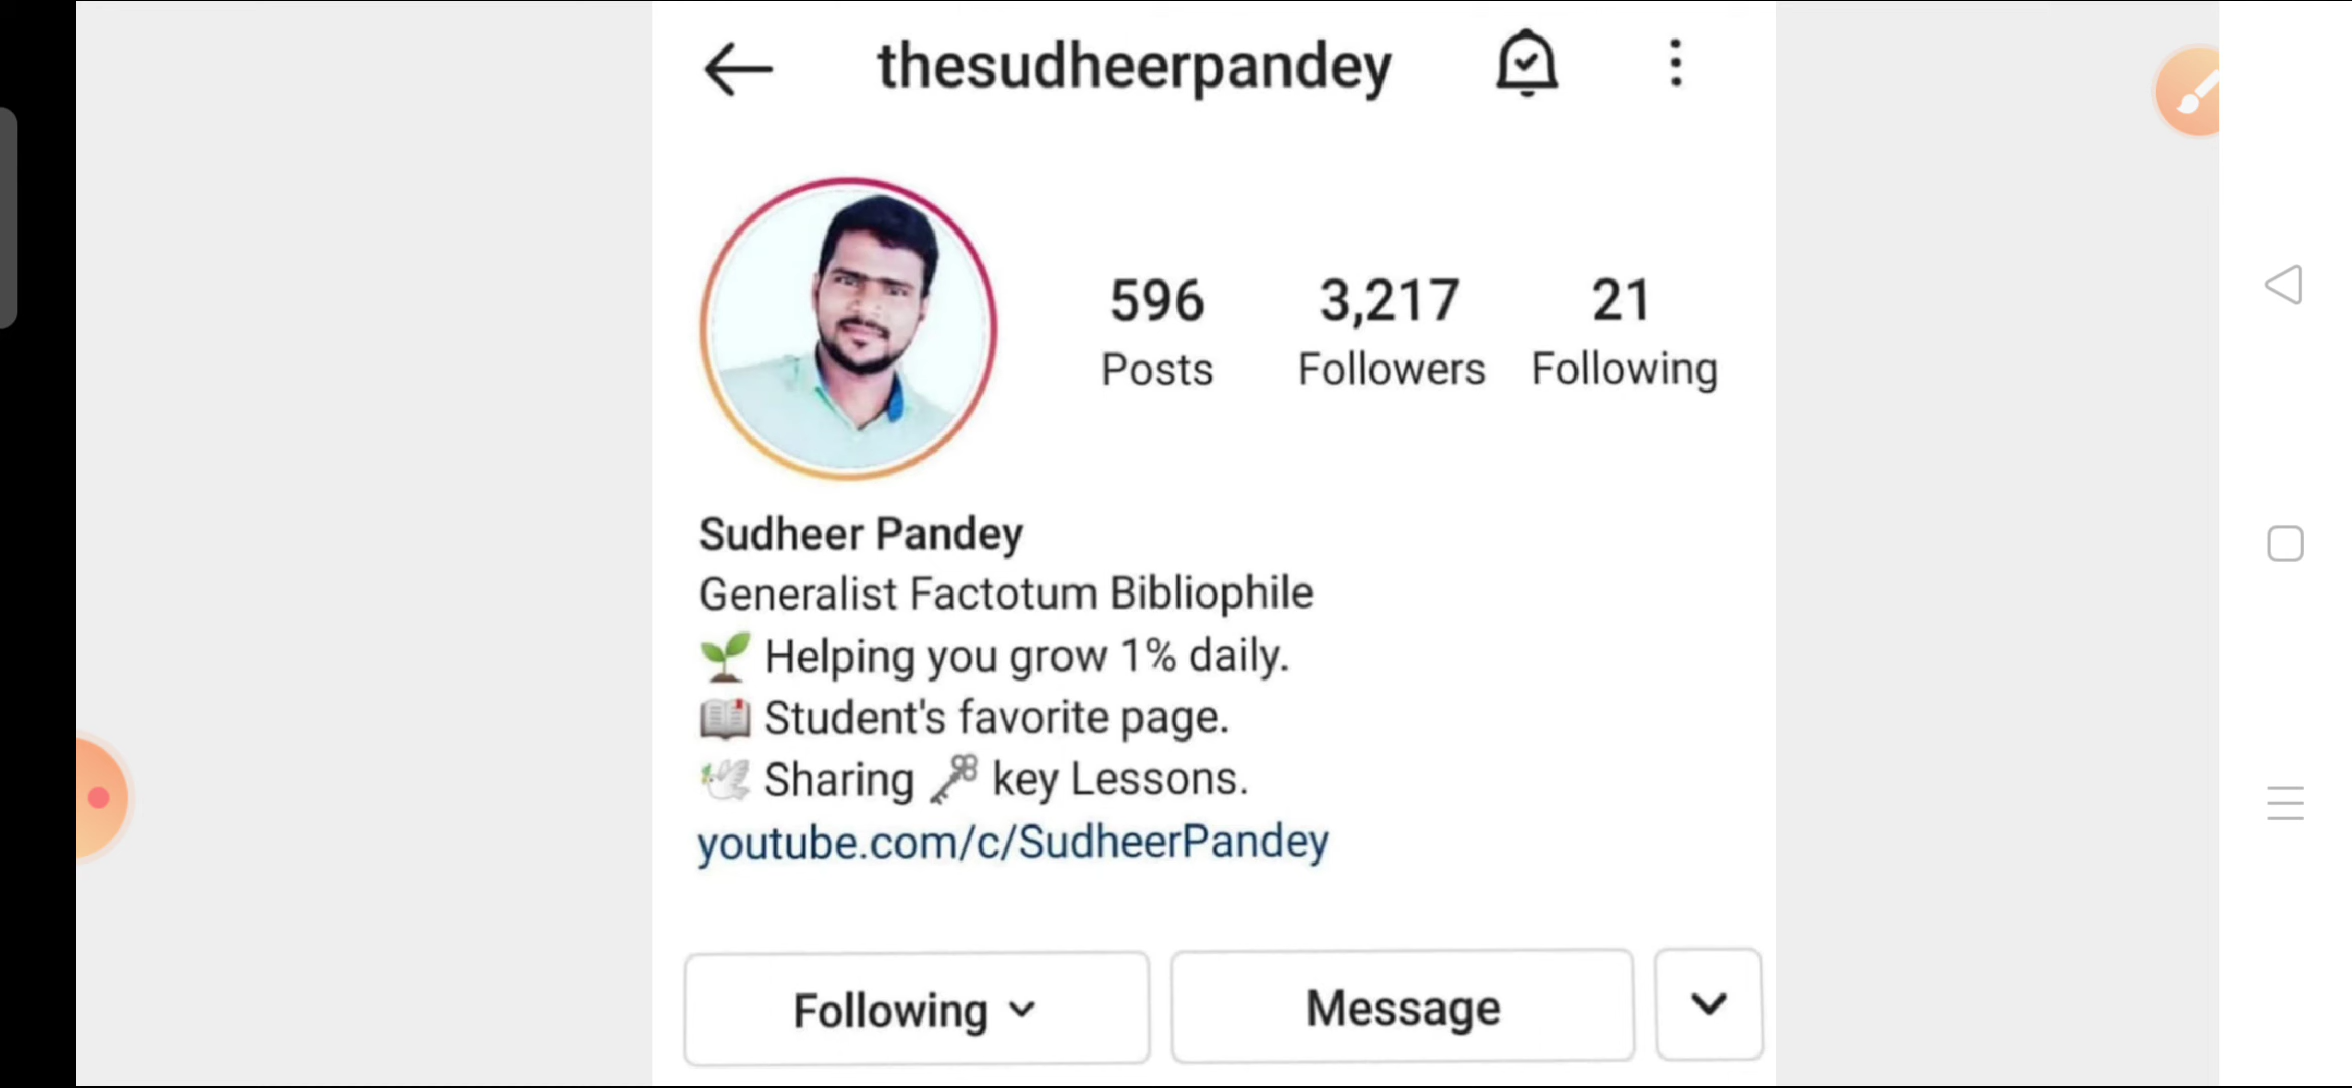 thesudheerpandey
596 3,217 21
Posts Followers Following
Sudheer Pandey
Generalist Factotum Bibliophile
🌱 Helping you grow 1% daily.
📖 Student's favorite page.
🕊️ Sharing 🗝️ key Lessons.
youtube.com/c/SudheerPandey
Following Message